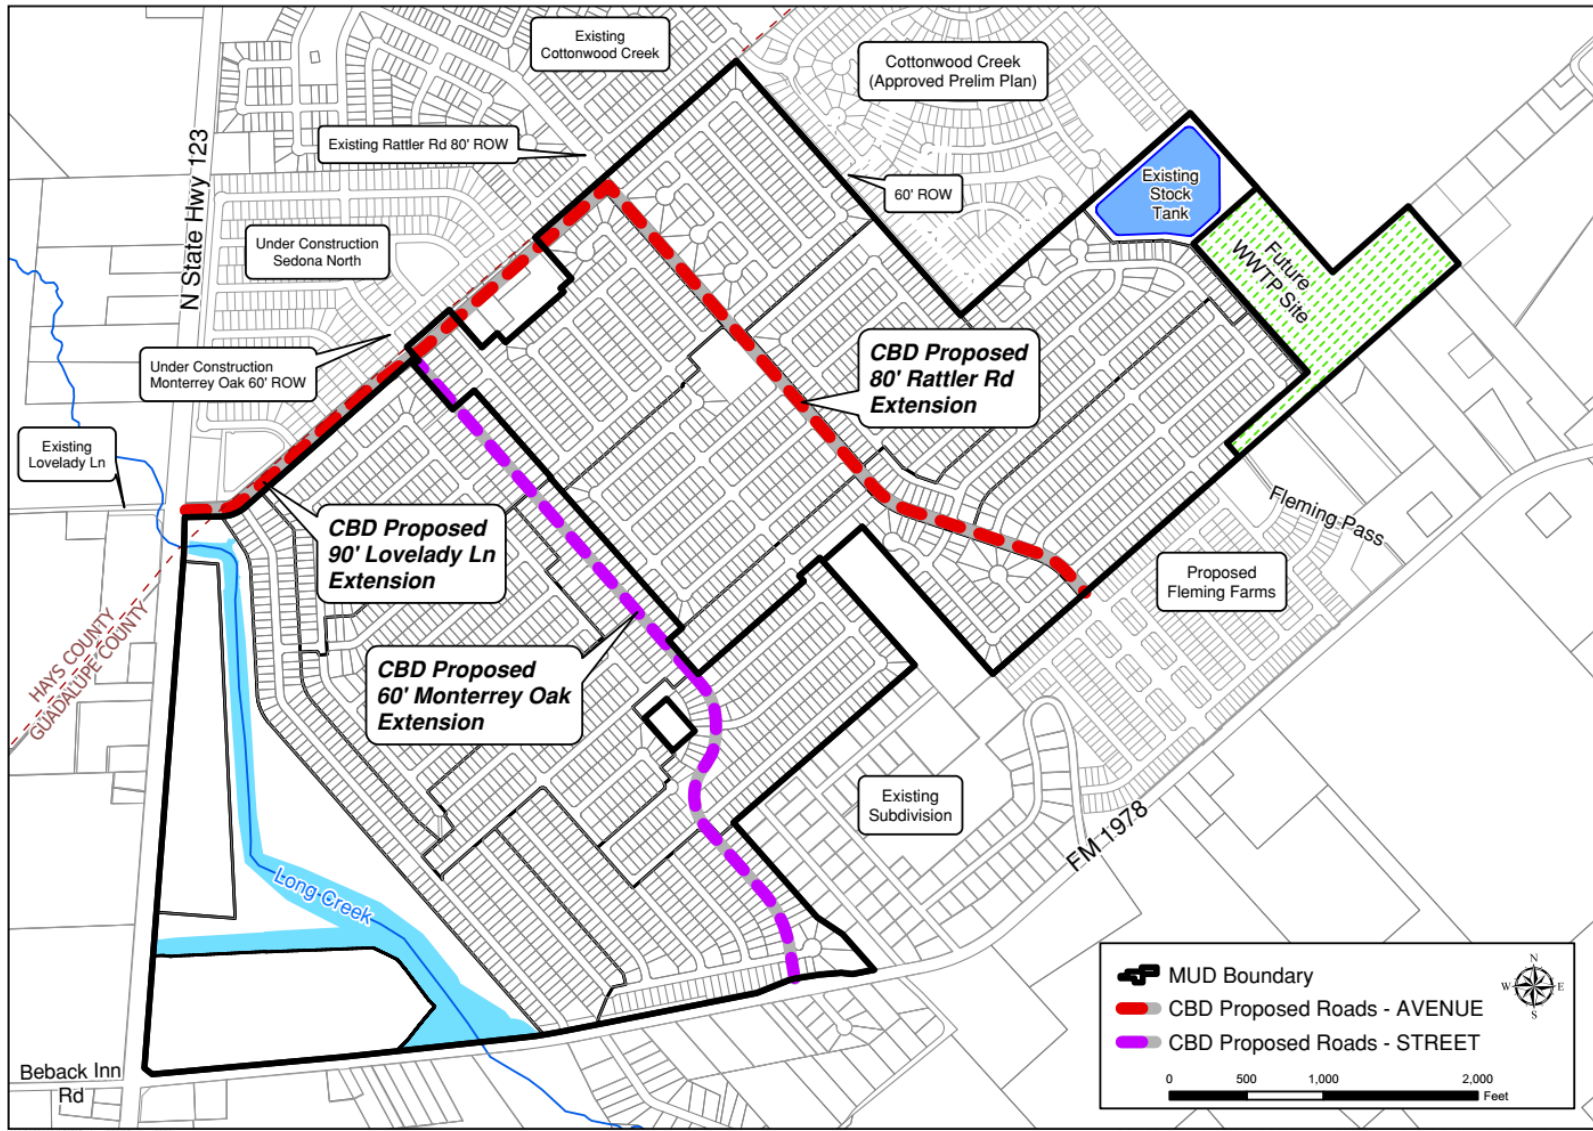 Existing
Cottonwood Creek
Cottonwood Creek
(Approved Prelim Plan)
Existing Rattler Rd 80' ROW
N State Hwy 123
60' ROW
Existing
Stock
Tank
Under Construction
Sedona North
Future
WWTP Site
Under Construction
Monterrey Oak 60' ROW
CBD Proposed
80' Rattler Rd
Extension
Existing
Lovelady Ln
Fleming Pass
CBD Proposed
90' Lovelady Ln
Extension
Proposed
Fleming Farms
HAYS COUNTY
GUADALUPE COUNTY
CBD Proposed
60' Monterrey Oak
Extension
Existing
Subdivision
FM 1978
Long Creek
Beback Inn
Rd
MUD Boundary
CBD Proposed Roads - AVENUE
CBD Proposed Roads - STREET
N
W E
S
0 500 1,000 2,000
Feet